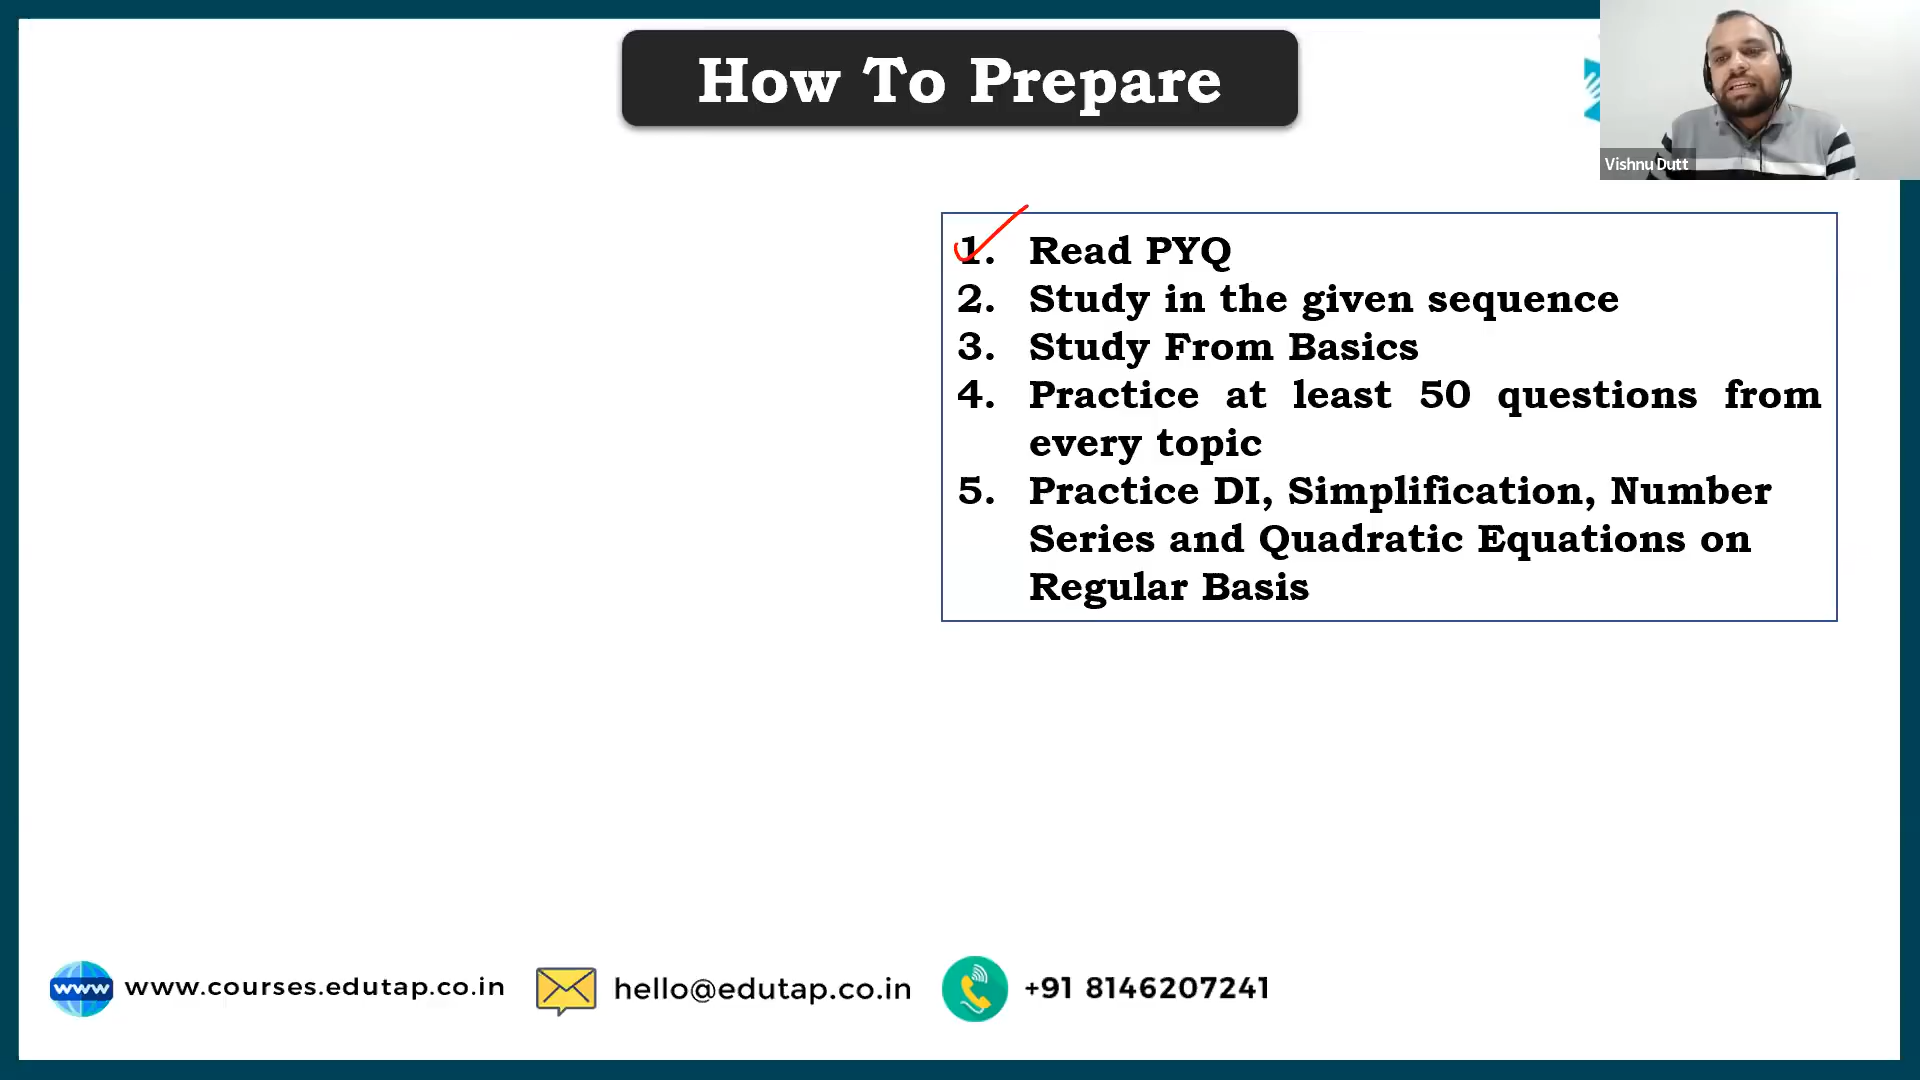 How To Prepare
Vishnu Dutt
1. Read PYQ
2. Study in the given sequence
3. Study From Basics
4. Practice at least 50 questions from
every topic
5. Practice DI, Simplification, Number
Series and Quadratic Equations on
Regular Basis
www www.courses.edutap.co.in hello@edutap.co.in +91 8146207241